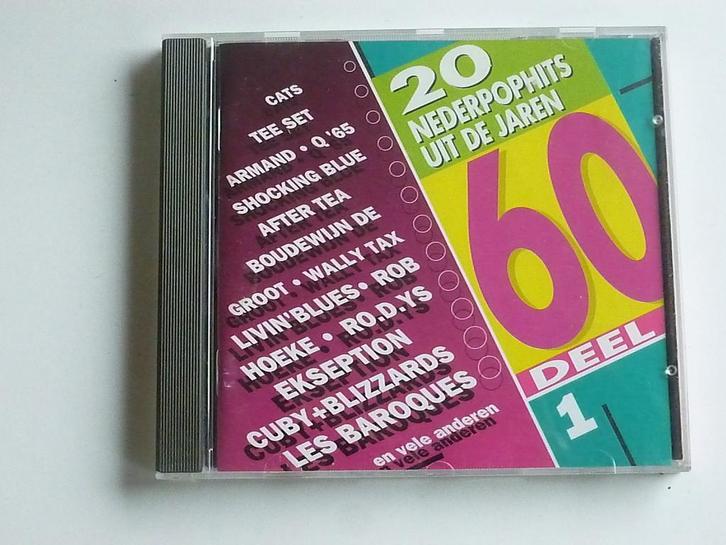 CATS
TEE SET
ARMAND • Q '65
SHOCKING BLUE
AFTER TEA
BOUDEWIJN DE
GROOT • WALLY TAX
LIVIN'BLUES • ROB
HOEKE • RO.D.YS
EKSEPTION
CUBY+BLIZZARDS
LES BAROQUES
en vele anderen
20
NEDERPOPHITS
UIT DE JAREN
60
DEEL
1